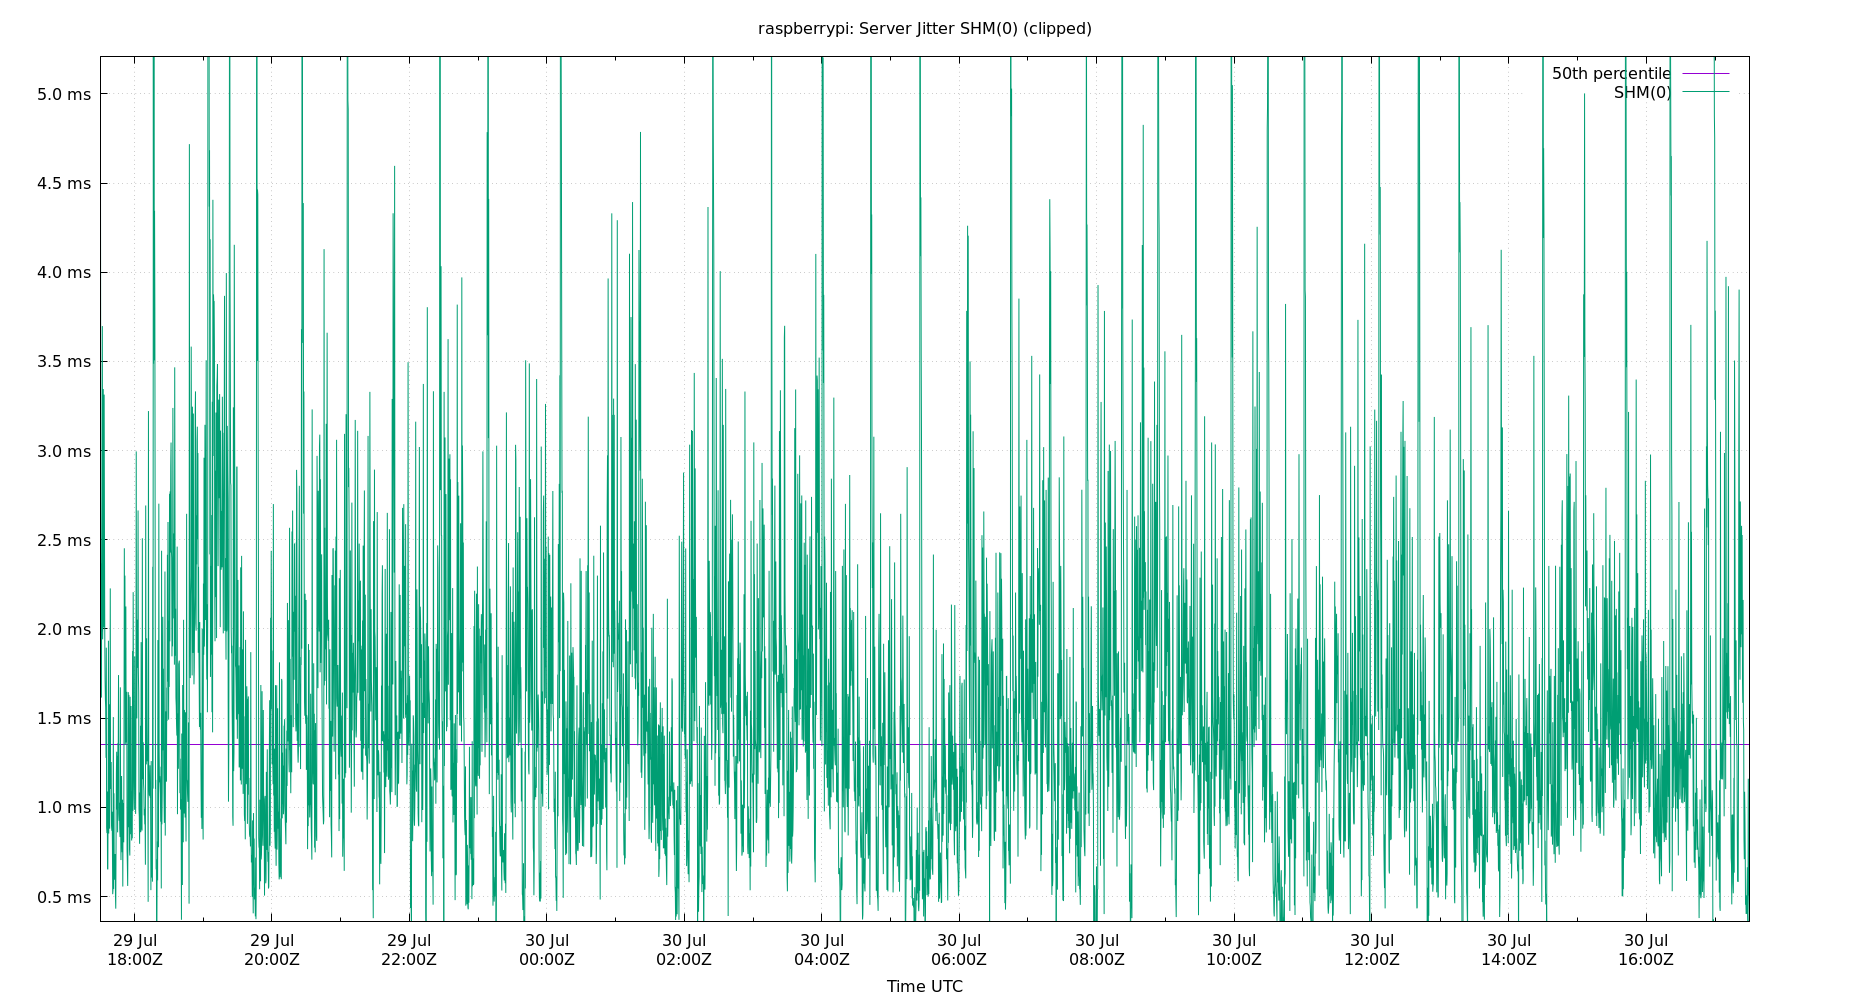 raspberrypi: Server Jitter SHM(0) (clipped)
50th percentile
SHM(0)
5.0 ms
4.5 ms
4.0 ms
3.5 ms
3.0 ms
2.5 ms
2.0 ms
1.5 ms
1.0 ms
0.5 ms
29 Jul 29 Jul 29 Jul 30 Jul 30 Jul 30 Jul 30 Jul 30 Jul 30 Jul 30 Jul 30 Jul 30 Jul
18:00Z 20:00Z 22:00Z 00:00Z 02:00Z 04:00Z 06:00Z 08:00Z 10:00Z 12:00Z 14:00Z 16:00Z
Time UTC